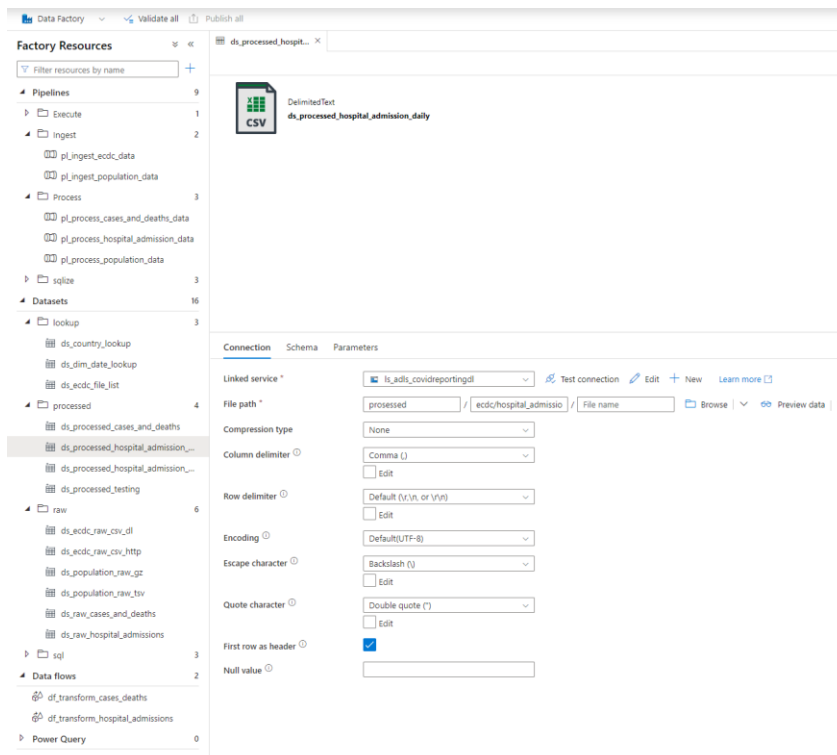 Data Factory Validate all Publish all
Factory Resources
Filter resources by name
Pipelines 9
Execute 1
Ingest 2
pl_ingest_ecdc_data
pl_ingest_population_data
Process 3
pl_process_cases_and_deaths_data
pl_process_hospital_admission_data
pl_process_population_data
sqlize 3
Datasets 16
lookup 3
ds_country_lookup
ds_dim_date_lookup
ds_ecdc_file_list
processed 4
ds_processed_cases_and_deaths
ds_processed_hospital_admission_...
ds_processed_hospital_admission_...
ds_processed_testing
raw 6
ds_ecdc_raw_csv_dl
ds_ecdc_raw_csv_http
ds_population_raw_gz
ds_population_raw_tsv
ds_raw_cases_and_deaths
ds_raw_hospital_admissions
sql 3
Data flows 2
df_transform_cases_deaths
df_transform_hospital_admissions
Power Query 0
ds_processed_hospit...
CSV
DelimitedText
ds_processed_hospital_admission_daily
Connection Schema Parameters
Linked service * ls_adls_covidreportingdl Test connection Edit New Learn more
File path * prosessed / ecdc/hospital_admissio / File name Browse Preview data
Compression type None
Column delimiter Comma (,)
Edit
Row delimiter Default (\r,\n, or \r\n)
Edit
Encoding Default(UTF-8)
Escape character Backslash (\)
Edit
Quote character Double quote (")
Edit
First row as header
Null value